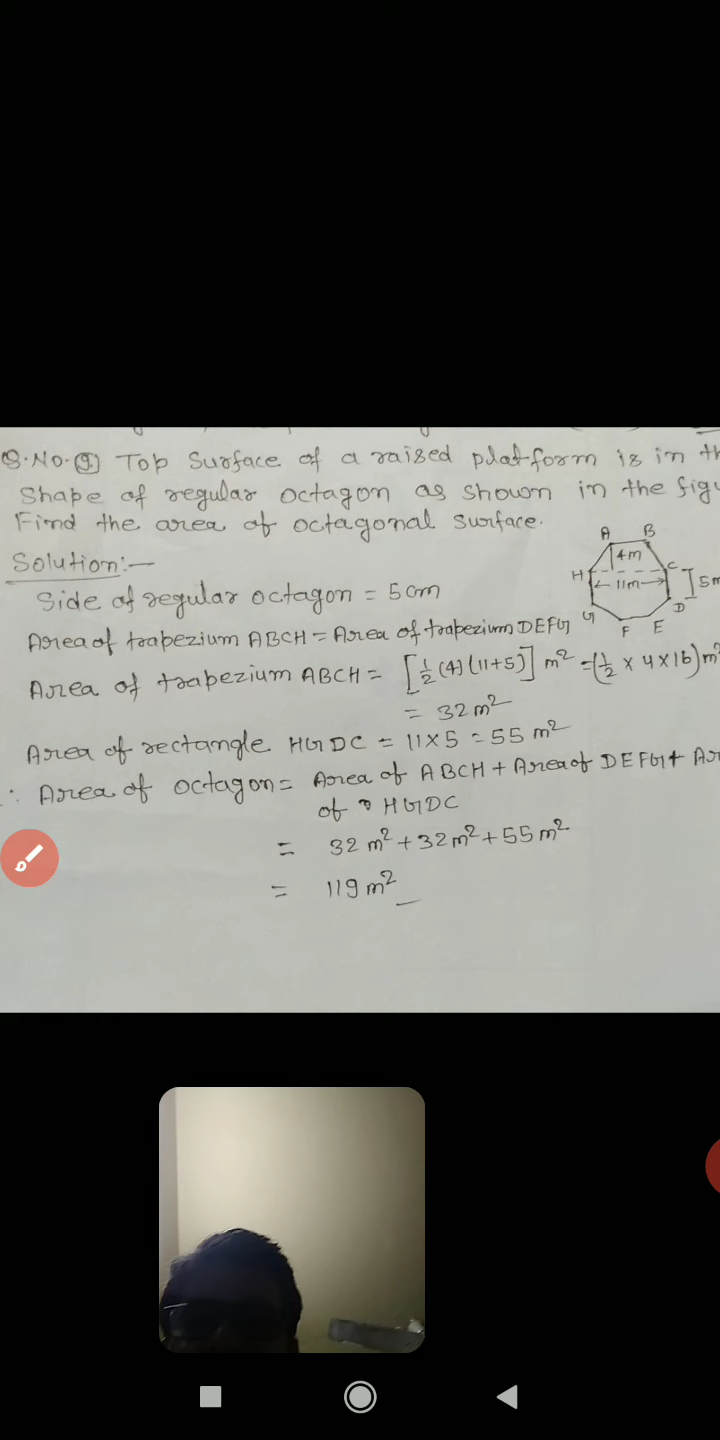 Q.No.(9.) Top Surface of a raised platform is in th
Shape of regular octagon as shown in the figu
Find the area of octagonal surface.
Solution:—
A B
4m
H C
11m
5m
G D
F E
Side of regular octagon = 5cm
Area of trapezium ABCH = Area of trapezium DEFG
Area of trapezium ABCH = [1/2 (4) (11+5)] m² = (1/2 × 4 × 16) m²
= 32 m²
Area of rectangle HGDC = 11×5 = 55 m²
∴ Area of octagon = Area of ABCH + Area of DEFG + Ar
of HGDC
= 32 m² + 32 m² + 55 m²
= 119 m²